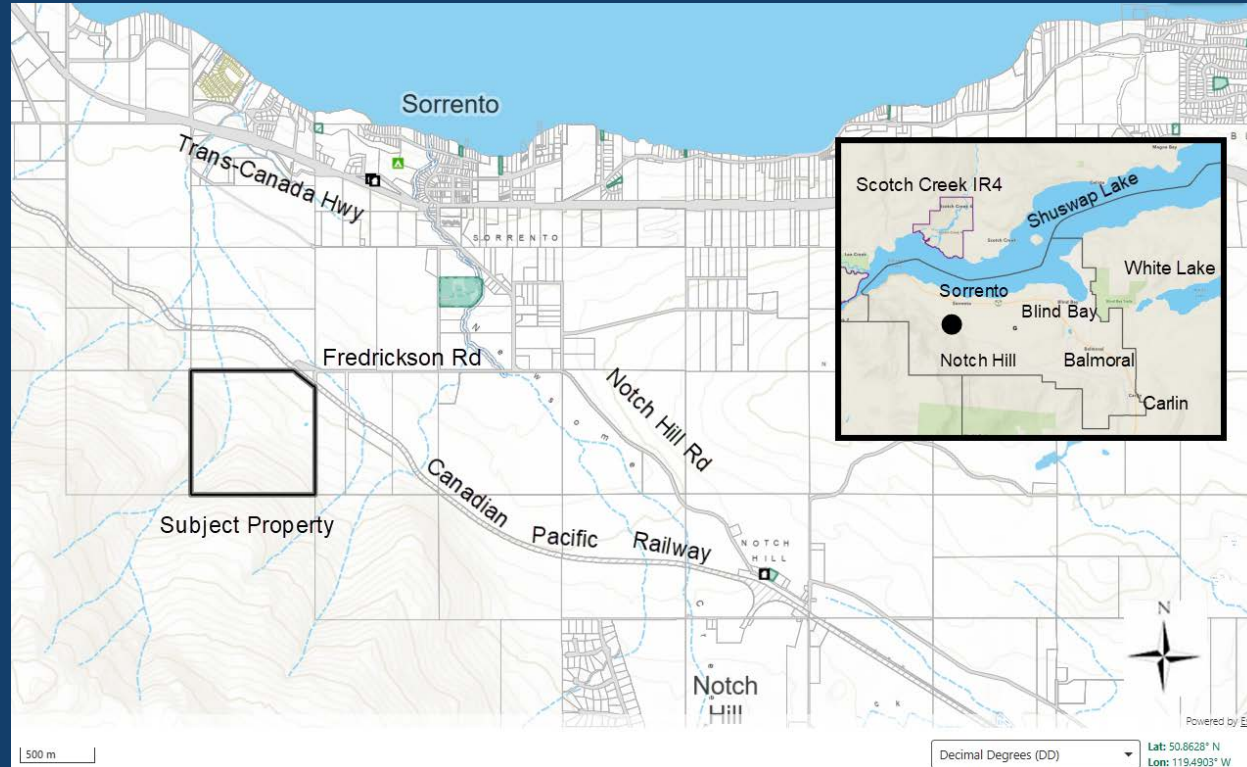 Sorrento
Trans-Canada Hwy
SORRENTO
Fredrickson Rd
Notch Hill Rd
Newsome
Canadian Pacific Railway
Subject Property
NOTCH
HILL
Notch
Hill
Scotch Creek IR4
Shuswap Lake
White Lake
Sorrento
Blind Bay
Notch Hill
Balmoral
Carlin
N
Powered by E
500 m
Decimal Degrees (DD)
Lat: 50.8628° N
Lon: 119.4903° W